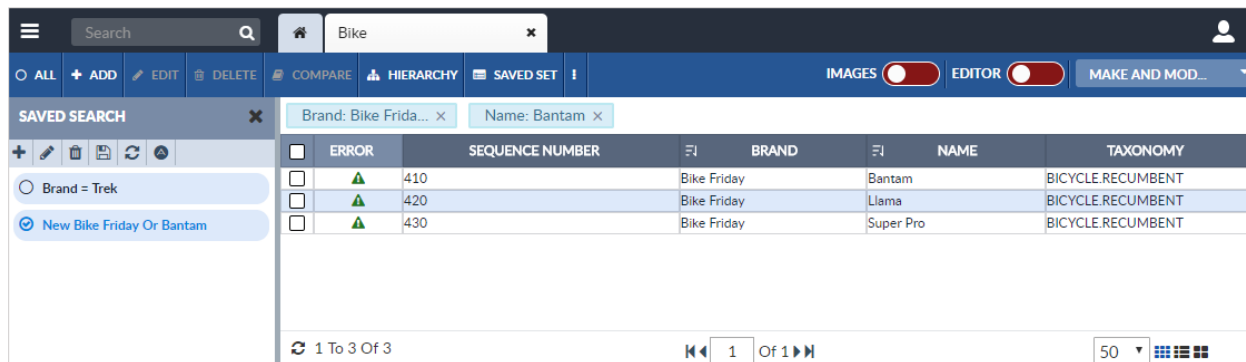 Search Bike
ALL ADD EDIT DELETE COMPARE HIERARCHY SAVED SET IMAGES EDITOR MAKE AND MOD...
SAVED SEARCH
Brand = Trek
New Bike Friday Or Bantam
Brand: Bike Frida... × Name: Bantam ×
ERROR SEQUENCE NUMBER BRAND NAME TAXONOMY
410 Bike Friday Bantam BICYCLE.RECUMBENT
420 Bike Friday Llama BICYCLE.RECUMBENT
430 Bike Friday Super Pro BICYCLE.RECUMBENT
1 To 3 Of 3 1 Of 1 50